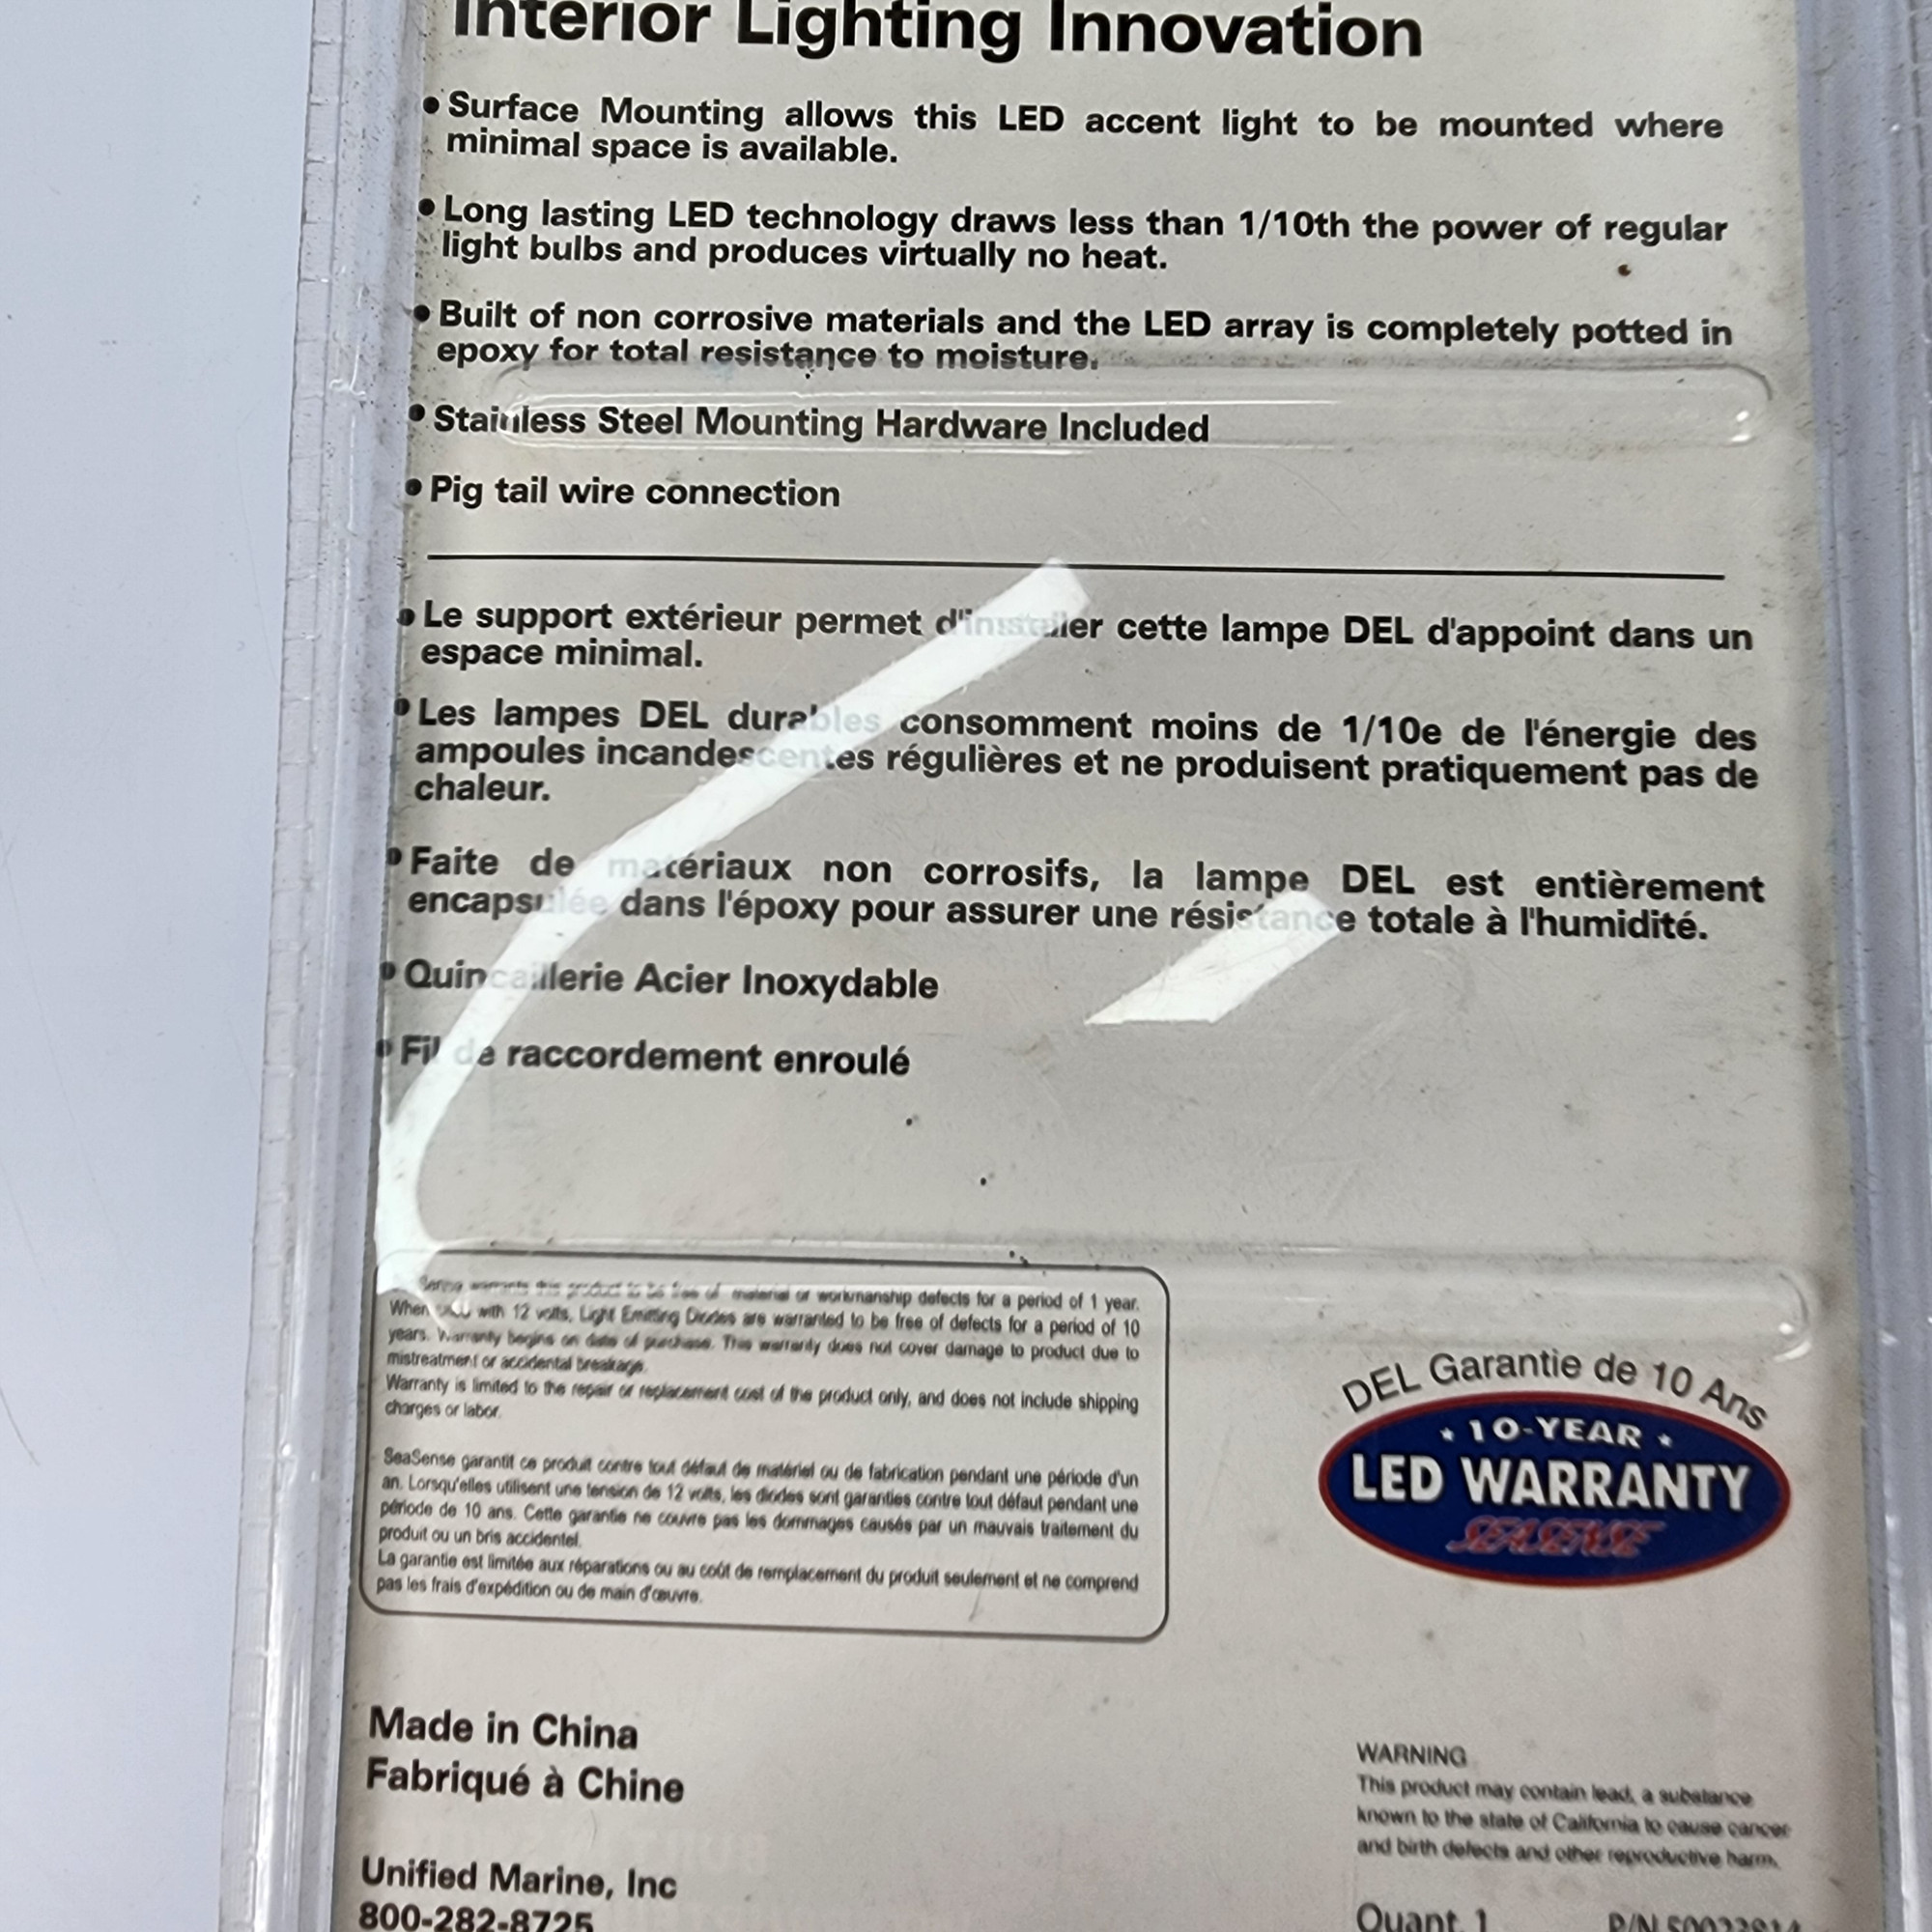 Interior Lighting Innovation
• Surface Mounting allows this LED accent light to be mounted where
minimal space is available.
• Long lasting LED technology draws less than 1/10th the power of regular
light bulbs and produces virtually no heat.
• Built of non corrosive materials and the LED array is completely potted in
epoxy for total resistance to moisture.
• Stainless Steel Mounting Hardware Included
• Pig tail wire connection
• Le support extérieur permet d'installer cette lampe DEL d'appoint dans un
espace minimal.
• Les lampes DEL durables consomment moins de 1/10e de l'énergie des
ampoules incandescentes régulières et ne produisent pratiquement pas de
chaleur.
• Faite de matériaux non corrosifs, la lampe DEL est entièrement
encapsulée dans l'époxy pour assurer une résistance totale à l'humidité.
• Quincaillerie Acier Inoxydable
• Fil de raccordement enroulé
warrants this product to be free of material or workmanship defects for a period of 1 year.
When used with 12 volts, Light Emitting Diodes are warranted to be free of defects for a period of 10
years. Warranty begins on date of purchase. This warranty does not cover damage to product due to
mistreatment or accidental breakage.
Warranty is limited to the repair or replacement cost of the product only, and does not include shipping
charges or labor.
SeaSense garantit ce produit contre tout défaut de matériel ou de fabrication pendant une période d'un
an. Lorsqu'elles utilisent une tension de 12 volts, les diodes sont garanties contre tout défaut pendant une
période de 10 ans. Cette garantie ne couvre pas les dommages causés par un mauvais traitement du
produit ou un bris accidentel.
La garantie est limitée aux réparations ou au coût de remplacement du produit seulement et ne comprend
pas les frais d'expédition ou de main d'œuvre.
DEL Garantie de 10 Ans
10-YEAR
LED WARRANTY
SEASENSE
Made in China
Fabriqué à Chine
Unified Marine, Inc
800-282-8725
WARNING
This product may contain lead, a substance
known to the state of California to cause cancer
and birth defects and other reproductive harm.
Quant. 1 P/N